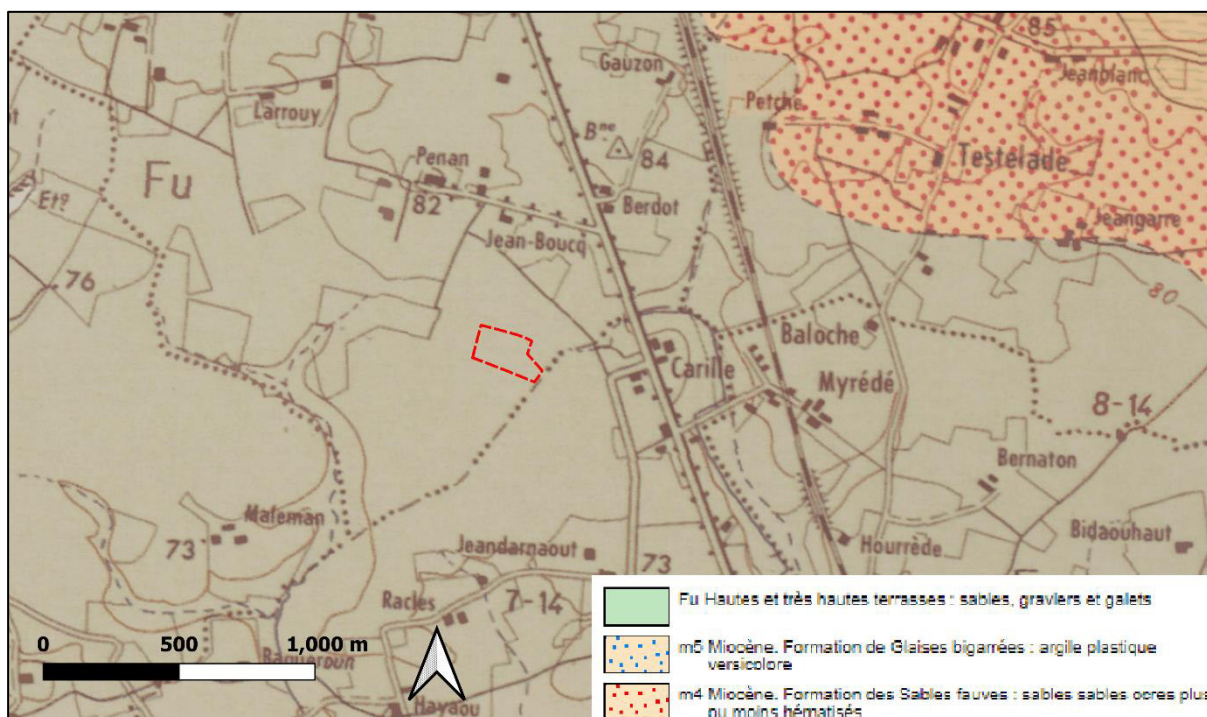 85
Gauzon
Jeanblanc
Larrouy
Petche
Bne
Fu
Penan
84
Testelade
Etg
82
Berdot
Jeangarre
Jean-Boucq
76
80
Baloche
Carille
Myrédé
8-14
Bernaton
Mateman
73
Jeandarnaout
73
Hourrède
Bidaouhaut
Racles
7-14
0 500 1,000 m
Hayaou
Fu Hautes et très hautes terrasses : sables, graviers et galets
m5 Miocène. Formation de Glaises bigarrées : argile plastique
versicolore
m4 Miocène. Formation des Sables fauves : sables sables ocres plus
ou moins hématisés